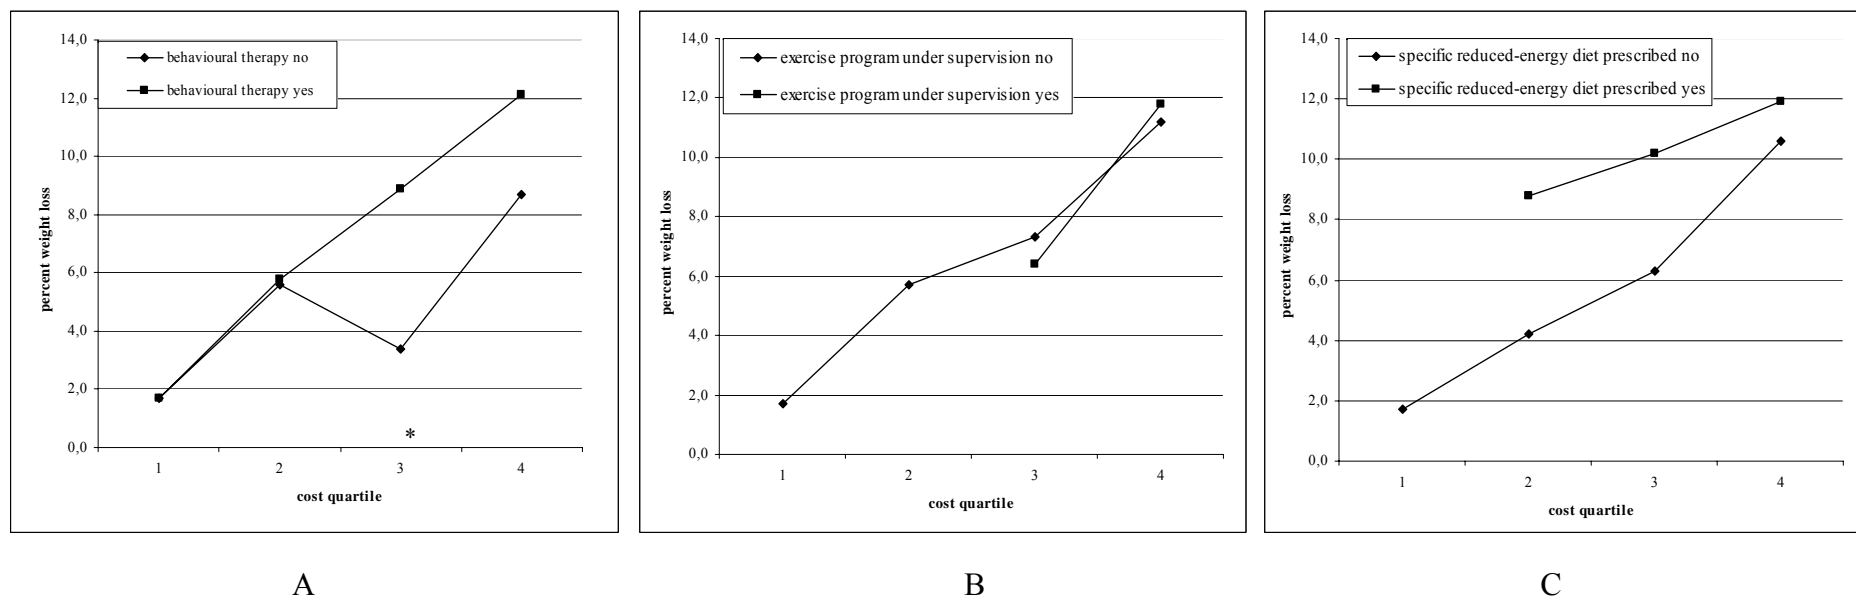 14,0
12,0
10,0
8,0
6,0
4,0
2,0
0,0
percent weight loss
behavioural therapy no
behavioural therapy yes
*
1 2 3 4
cost quartile
A
14,0
12,0
10,0
8,0
6,0
4,0
2,0
0,0
percent weight loss
exercise program under supervision no
exercise program under supervision yes
1 2 3 4
cost quartile
B
14,0
12,0
10,0
8,0
6,0
4,0
2,0
0,0
percent weight loss
specific reduced-energy diet prescribed no
specific reduced-energy diet prescribed yes
1 2 3 4
cost quartile
C